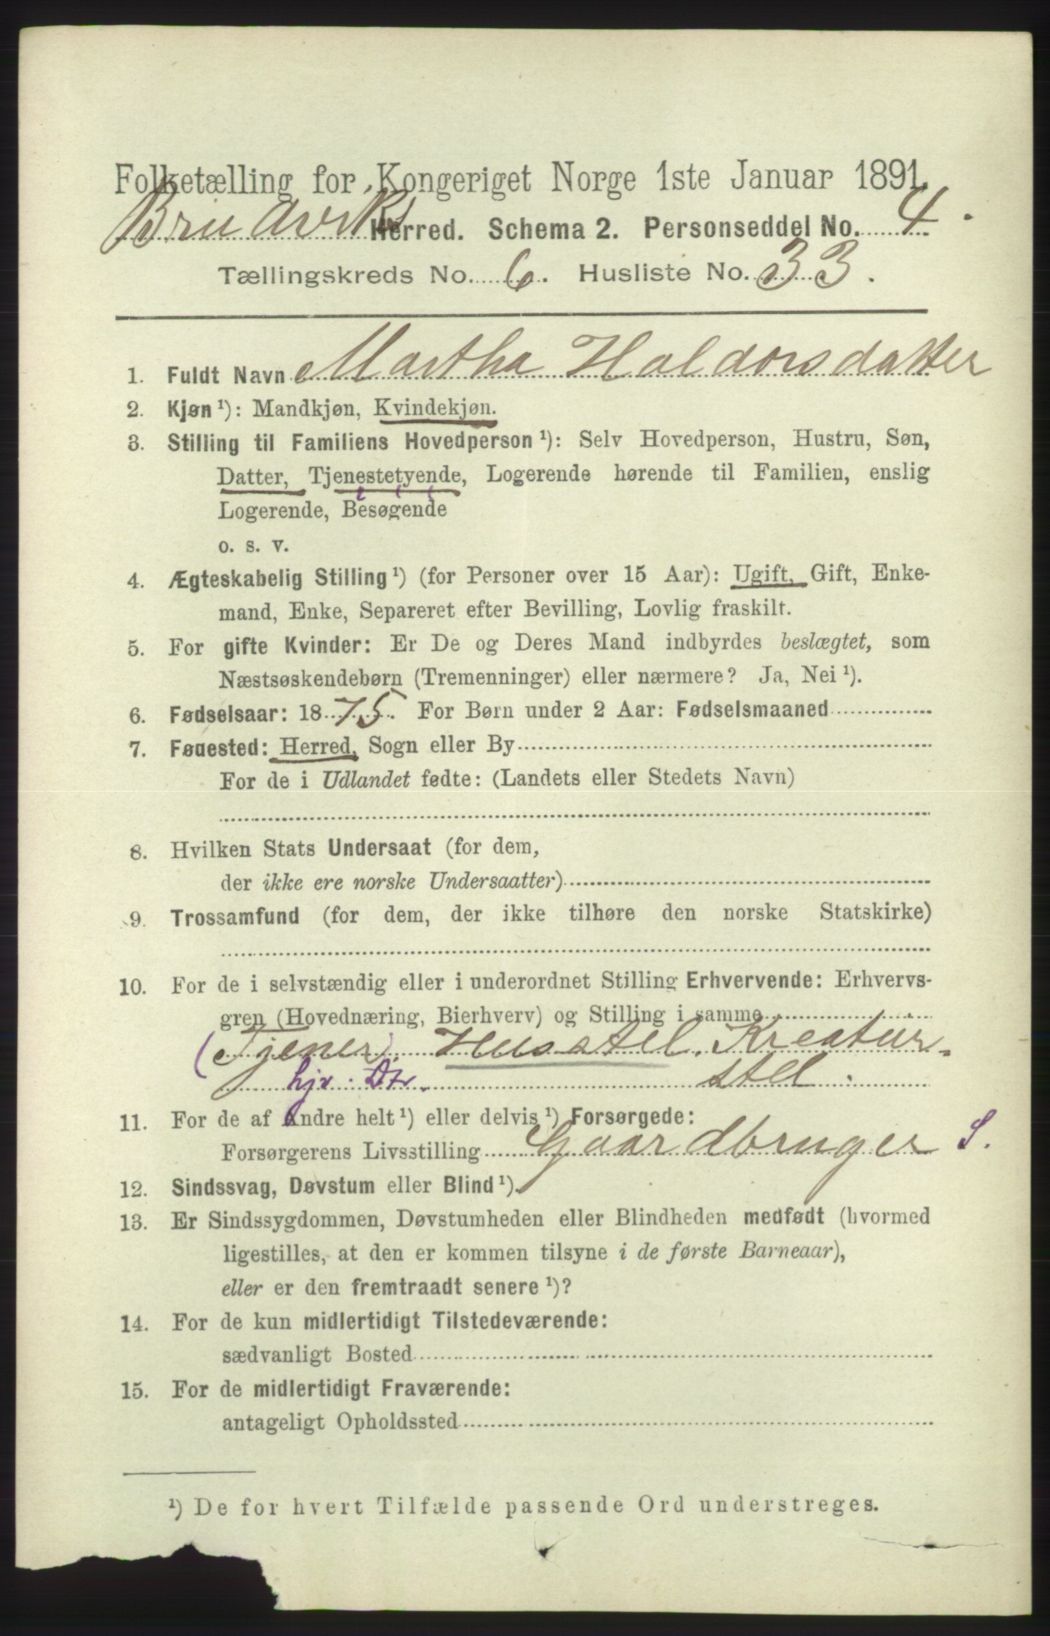 Folketælling for Kongeriget Norge 1ste Januar 1891.
Bruvirks Herred. Schema 2. Personseddel No. 4.
Tællingskreds No. 6. Husliste No. 33.
1. Fuldt Navn Martha Haldorsdatter
2. Kjøn ¹): Mandkjøn, Kvindekjøn.
3. Stilling til Familiens Hovedperson ¹): Selv Hovedperson, Hustru, Søn,
Datter, Tjenestetyende, Logerende hørende til Familien, enslig
Logerende, Besøgende
o. s. v.
4. Ægteskabelig Stilling ¹) (for Personer over 15 Aar): Ugift, Gift, Enke-
mand, Enke, Separeret efter Bevilling, Lovlig fraskilt.
5. For gifte Kvinder: Er De og Deres Mand indbyrdes beslægtet, som
Næstsøskendebørn (Tremenninger) eller nærmere? Ja, Nei ¹).
6. Fødselsaar: 1875. For Børn under 2 Aar: Fødselsmaaned
7. Fødested: Herred, Sogn eller By
For de i Udlandet fødte: (Landets eller Stedets Navn)
8. Hvilken Stats Undersaat (for dem,
der ikke ere norske Undersaatter)
9. Trossamfund (for dem, der ikke tilhøre den norske Statskirke)
10. For de i selvstændig eller i underordnet Stilling Erhvervende: Erhvervs-
gren (Hovednæring, Bierhverv) og Stilling i samme
(Tjener) Husstel. Kreatur-
hjv. Dtr. stel.
11. For de af Andre helt ¹) eller delvis ¹) Forsørgede:
Forsørgerens Livsstilling Gaardbruger S.
12. Sindssvag, Døvstum eller Blind ¹).
13. Er Sindssygdommen, Døvstumheden eller Blindheden medfødt (hvormed
ligestilles, at den er kommen tilsyne i de første Barneaar),
eller er den fremtraadt senere ¹)?
14. For de kun midlertidigt Tilstedeværende:
sædvanligt Bosted
15. For de midlertidigt Fraværende:
antageligt Opholdssted
¹) De for hvert Tilfælde passende Ord understreges.